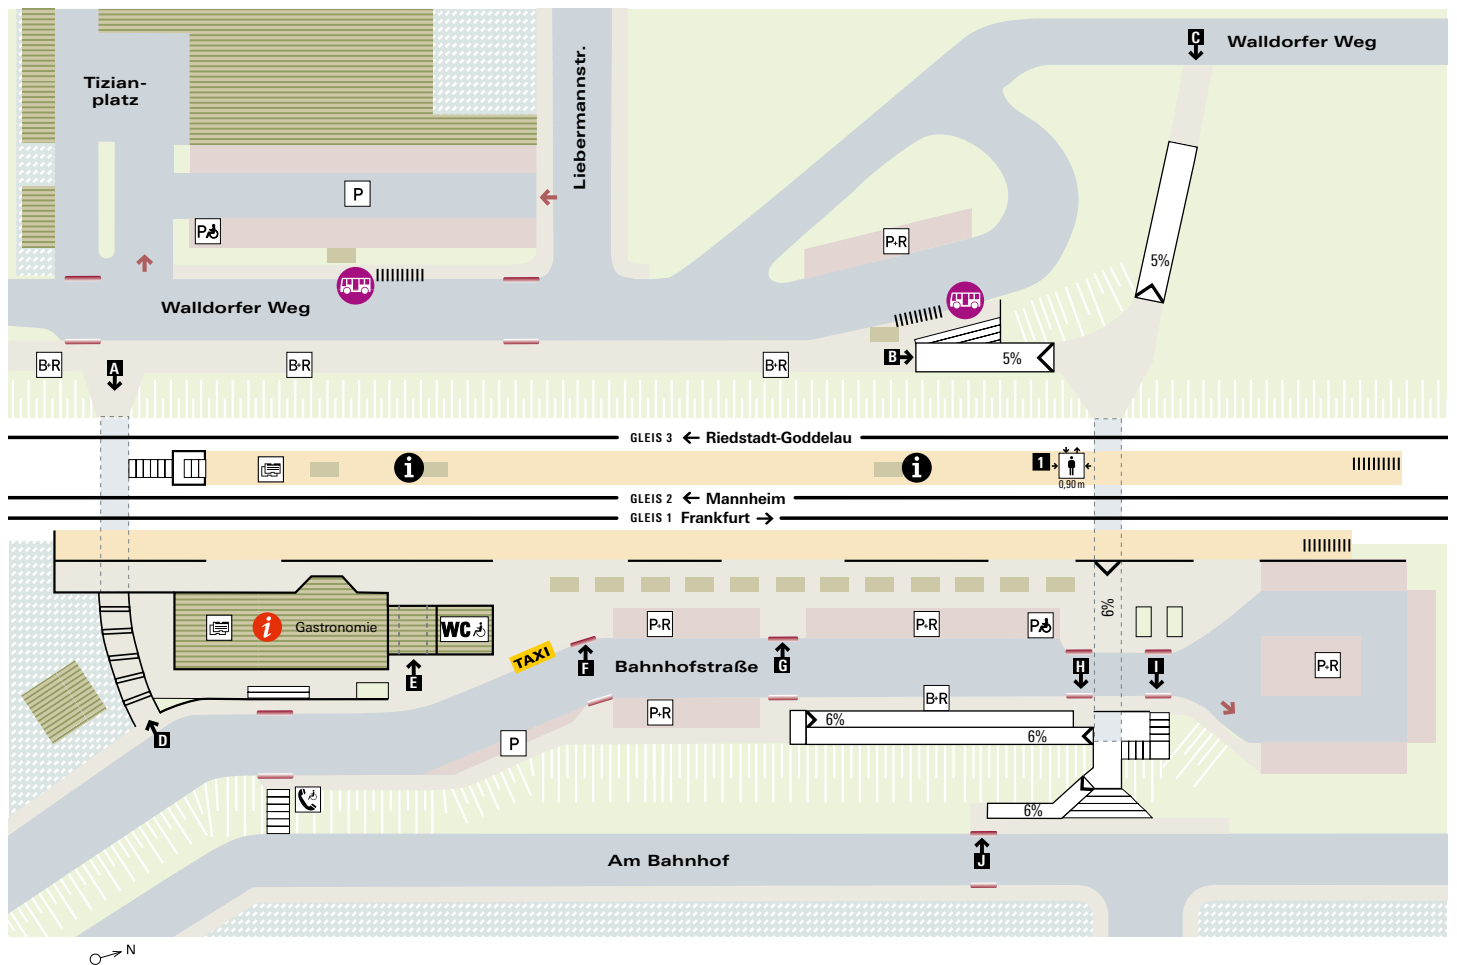 C
Walldorfer Weg
Tizian-
platz
Liebermannstr.
P
P
P+R
5%
Walldorfer Weg
B
5%
B+R
A
B+R
B+R
GLEIS 3 ← Riedstadt-Goddelau
i
i
1
0,90 m
GLEIS 2 ← Mannheim
GLEIS 1 Frankfurt →
6%
i
Gastronomie
WC
P+R
P+R
P
TAXI
F
Bahnhofstraße
G
H
I
P+R
E
B+R
P+R
6%
D
P
6%
6%
Am Bahnhof
J
N